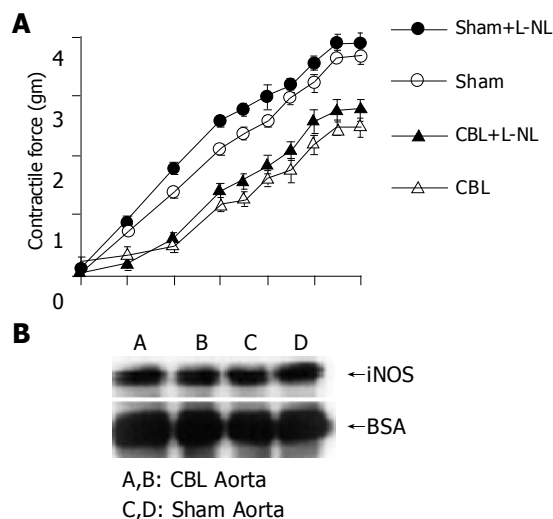 A
Contractile force (gm)
4
3
2
1
0
Sham+L-NL
Sham
CBL+L-NL
CBL
B
A B C D
←iNOS
←BSA
A,B: CBL Aorta
C,D: Sham Aorta